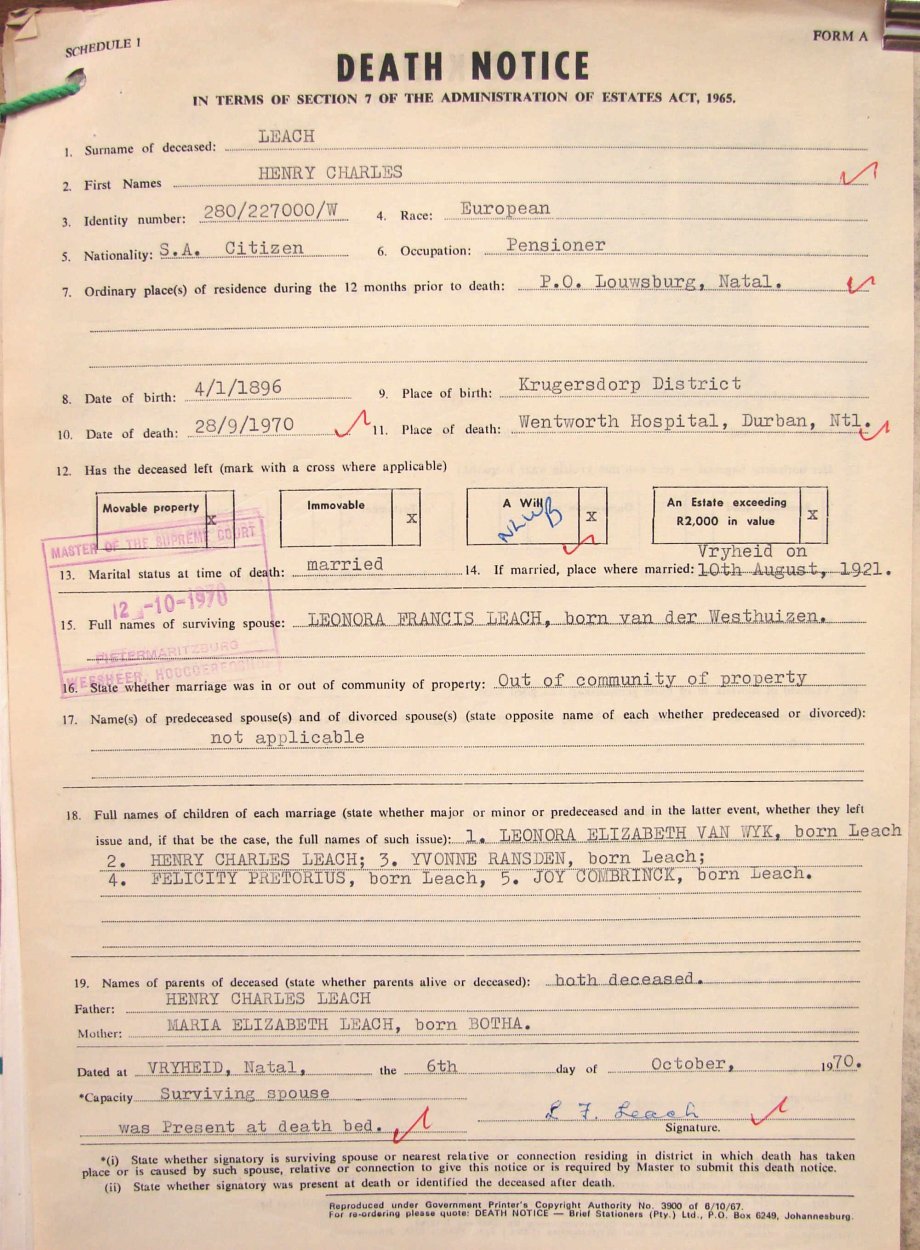 SCHEDULE 1
FORM A
DEATH NOTICE
IN TERMS OF SECTION 7 OF THE ADMINISTRATION OF ESTATES ACT, 1965.
1. Surname of deceased: LEACH
2. First Names HENRY CHARLES
3. Identity number: 280/227000/W 4. Race: European
5. Nationality: S.A. Citizen 6. Occupation: Pensioner
7. Ordinary place(s) of residence during the 12 months prior to death: P.O. Louwsburg, Natal.
8. Date of birth: 4/1/1896 9. Place of birth: Krugersdorp District
10. Date of death: 28/9/1970 11. Place of death: Wentworth Hospital, Durban, Ntl.
12. Has the deceased left (mark with a cross where applicable)
Movable property X Immovable X A Will X An Estate exceeding R2,000 in value X
MASTER OF THE SUPREME COURT
Vryheid on
13. Marital status at time of death: married 14. If married, place where married: 10th August, 1921.
12 -10-1970
15. Full names of surviving spouse: LEONORA FRANCIS LEACH, born van der Westhuizen.
PIETERMARITZBURG
16. State whether marriage was in or out of community of property: Out of community of property
17. Name(s) of predeceased spouse(s) and of divorced spouse(s) (state opposite name of each whether predeceased or divorced):
not applicable
18. Full names of children of each marriage (state whether major or minor or predeceased and in the latter event, whether they left
issue and, if that be the case, the full names of such issue): 1. LEONORA ELIZABETH VAN WYK, born Leach
2. HENRY CHARLES LEACH; 3. YVONNE RANSDEN, born Leach;
4. FELICITY PRETORIUS, born Leach, 5. JOY COMBRINCK, born Leach.
19. Names of parents of deceased (state whether parents alive or deceased): both deceased.
Father: HENRY CHARLES LEACH
Mother: MARIA ELIZABETH LEACH, born BOTHA.
Dated at VRYHEID, Natal, the 6th day of October, 1970.
*Capacity Surviving spouse
was Present at death bed. L F. Leach
Signature.
*(i) State whether signatory is surviving spouse or nearest relative or connection residing in district in which death has taken
place or is caused by such spouse, relative or connection to give this notice or is required by Master to submit this death notice.
(ii) State whether signatory was present at death or identified the deceased after death.
Reproduced under Government Printer's Copyright Authority No. 3900 of 6/10/67.
For re-ordering please quote: DEATH NOTICE — Brief Stationers (Pty.) Ltd., P.O. Box 6249, Johannesburg.